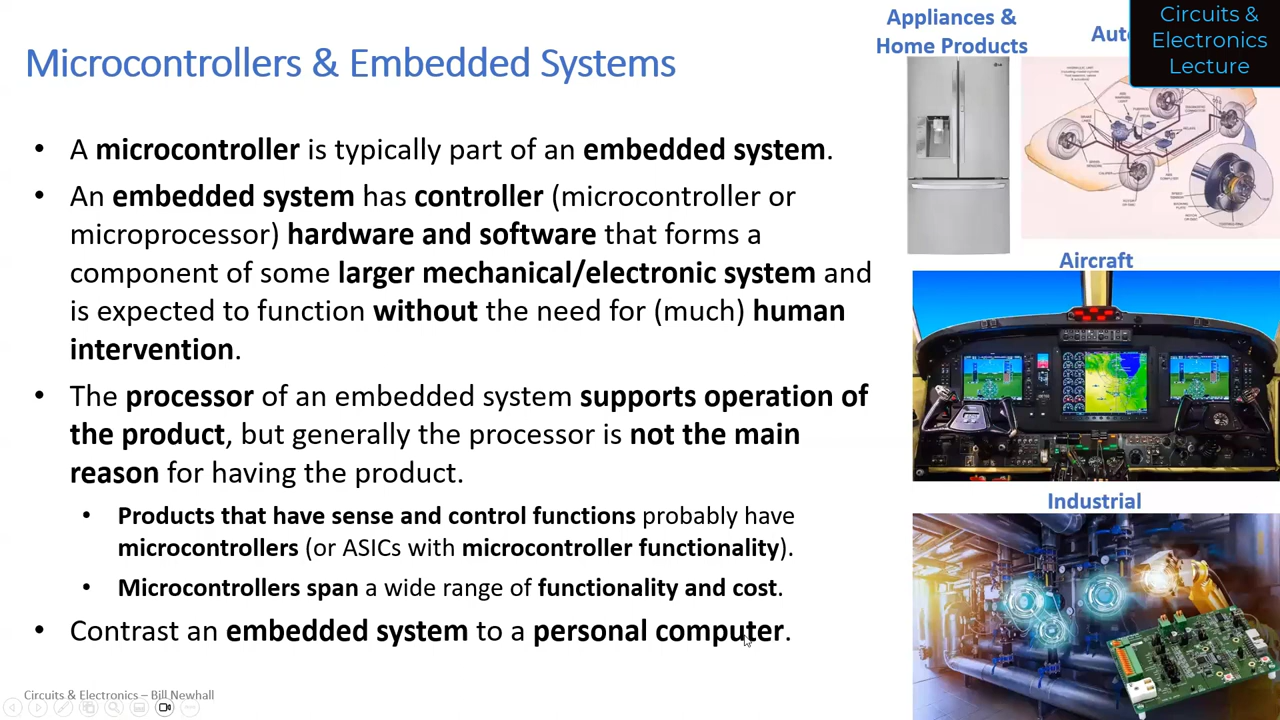 Microcontrollers & Embedded Systems
• A microcontroller is typically part of an embedded system.
• An embedded system has controller (microcontroller or
microprocessor) hardware and software that forms a
component of some larger mechanical/electronic system and
is expected to function without the need for (much) human
intervention.
• The processor of an embedded system supports operation of
the product, but generally the processor is not the main
reason for having the product.
• Products that have sense and control functions probably have
microcontrollers (or ASICs with microcontroller functionality).
• Microcontrollers span a wide range of functionality and cost.
• Contrast an embedded system to a personal computer.
Circuits & Electronics – Bill Newhall
Appliances &
Home Products
Circuits &
Electronics
Lecture
Aircraft
Industrial